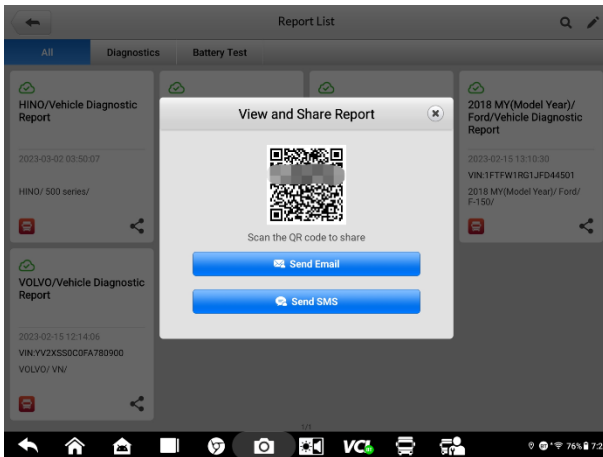 Report List
All
Diagnostics
Battery Test
HINO/Vehicle Diagnostic
Report
2023-03-02 03:50:07
HINO/ 500 series/
View and Share Report
Scan the QR code to share
Send Email
Send SMS
2018 MY(Model Year)/
Ford/Vehicle Diagnostic
Report
2023-02-15 13:10:30
VIN:1FTFW1RG1JFD44501
2018 MY(Model Year)/ Ford/
F-150/
VOLVO/Vehicle Diagnostic
Report
2023-02-15 12:14:06
VIN:YV2XSS0C0FA780900
VOLVO/ VN/
1/1
VCI
76%